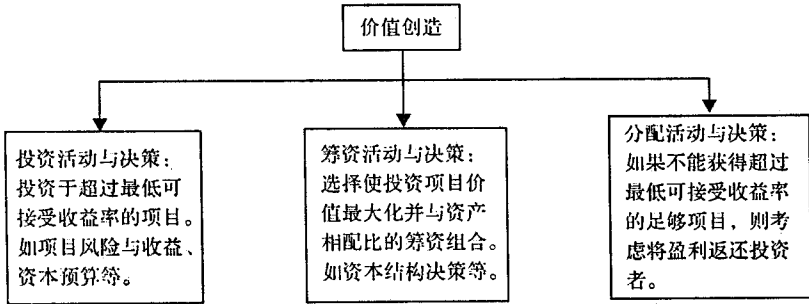 价值创造
投资活动与决策：
投资于超过最低可
接受收益率的项目。
如项目风险与收益、
资本预算等。
筹资活动与决策：
选择使投资项目价
值最大化并与资产
相配比的筹资组合。
如资本结构决策等。
分配活动与决策：
如果不能获得超过
最低可接受收益率
的足够项目，则考
虑将盈利返还投资
者。